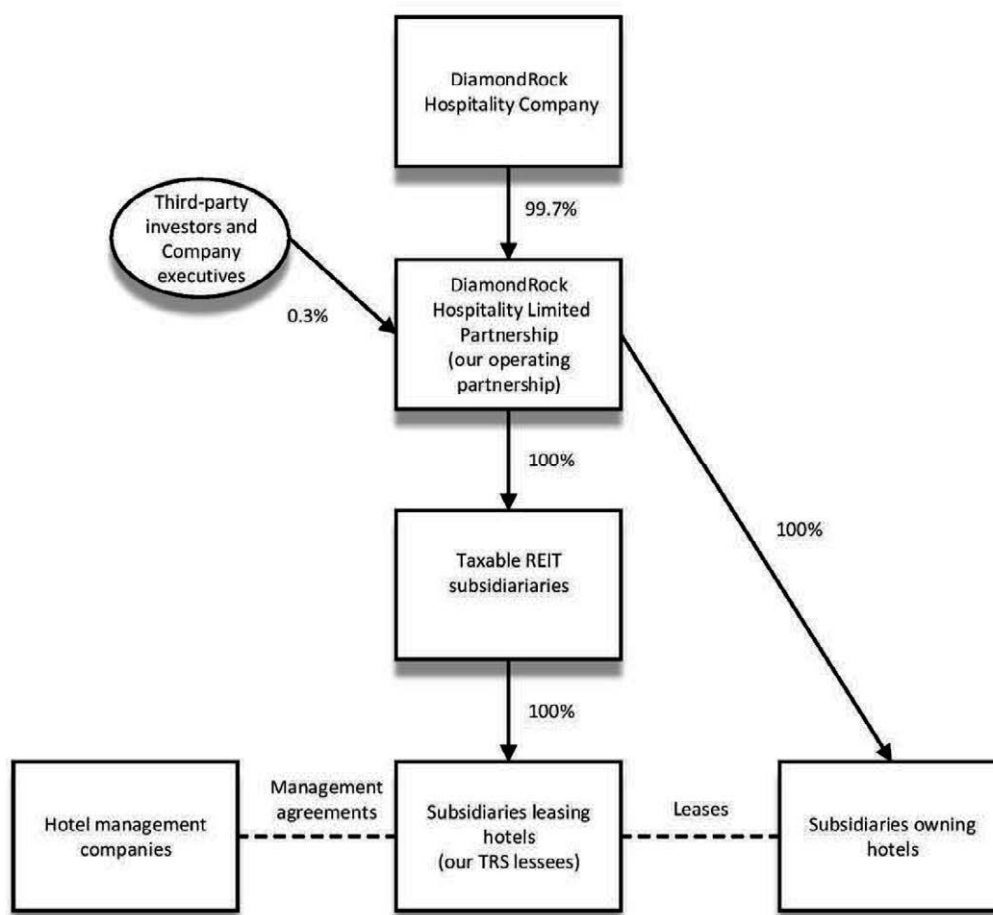 DiamondRock
Hospitality Company
99.7%
Third-party
investors and
Company
executives
0.3%
DiamondRock
Hospitality Limited
Partnership
(our operating
partnership)
100%
100%
Taxable REIT
subsidiariaries
100%
Hotel management
companies
Management
agreements
Subsidiaries leasing
hotels
(our TRS lessees)
Leases
Subsidiaries owning
hotels